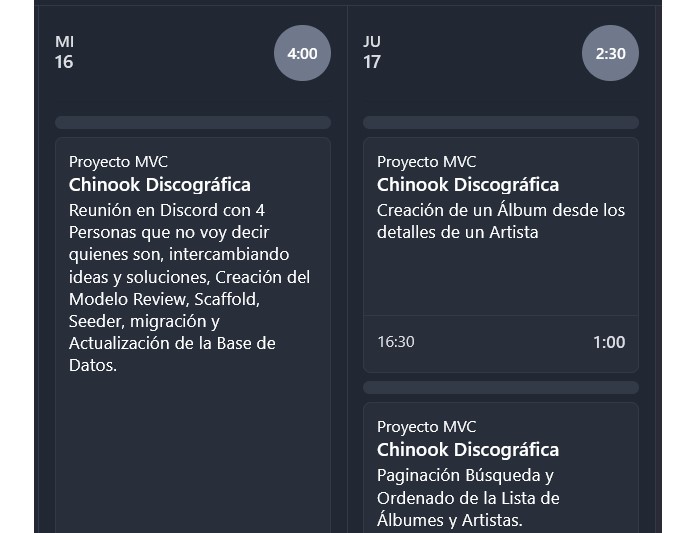 MI
16
4:00
Proyecto MVC
Chinook Discográfica
Reunión en Discord con 4
Personas que no voy decir
quienes son, intercambiando
ideas y soluciones, Creación del
Modelo Review, Scaffold,
Seeder, migración y
Actualización de la Base de
Datos.
JU
17
2:30
Proyecto MVC
Chinook Discográfica
Creación de un Álbum desde los
detalles de un Artista
16:30
1:00
Proyecto MVC
Chinook Discográfica
Paginación Búsqueda y
Ordenado de la Lista de
Álbumes y Artistas.